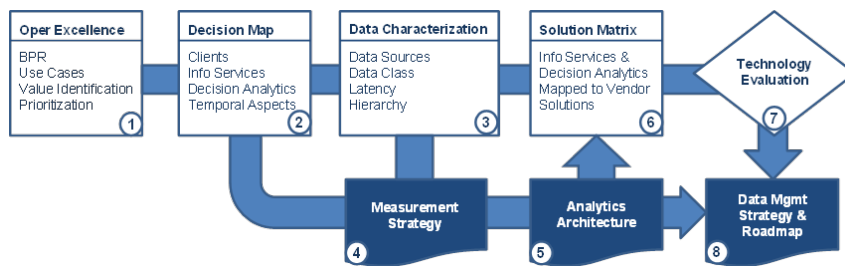 Oper Excellence
BPR
Use Cases
Value Identification
Prioritization
1
Decision Map
Clients
Info Services
Decision Analytics
Temporal Aspects
2
Data Characterization
Data Sources
Data Class
Latency
Hierarchy
3
Solution Matrix
Info Services &
Decision Analytics
Mapped to Vendor
Solutions
6
Technology
Evaluation
7
Measurement
Strategy
4
Analytics
Architecture
5
Data Mgmt
Strategy &
Roadmap
8